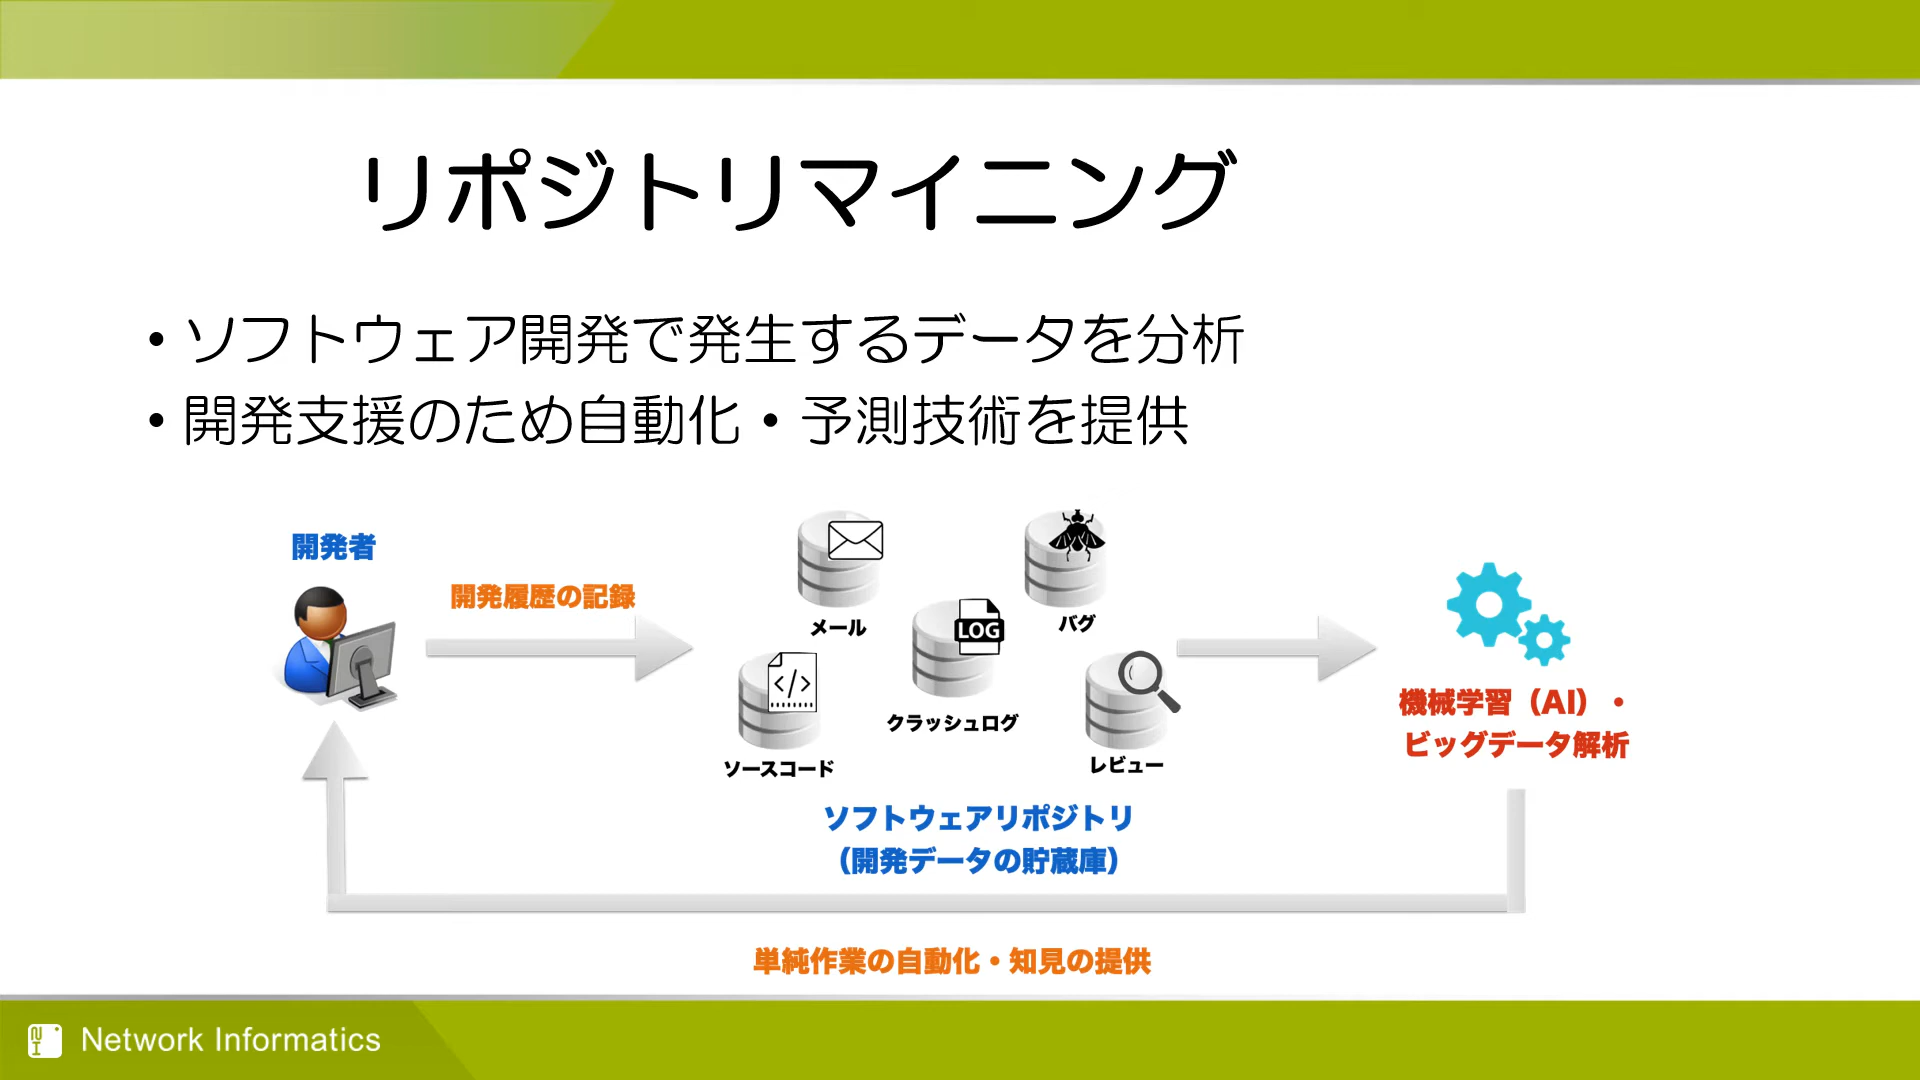 リポジトリマイニング
• ソフトウェア開発で発生するデータを分析
• 開発支援のため自動化・予測技術を提供
開発者
開発履歴の記録
メール
バグ
LOG
</>
クラッシュログ
ソースコード
レビュー
機械学習（AI）・
ビッグデータ解析
ソフトウェアリポジトリ
（開発データの貯蔵庫）
単純作業の自動化・知見の提供
NI
Network Informatics